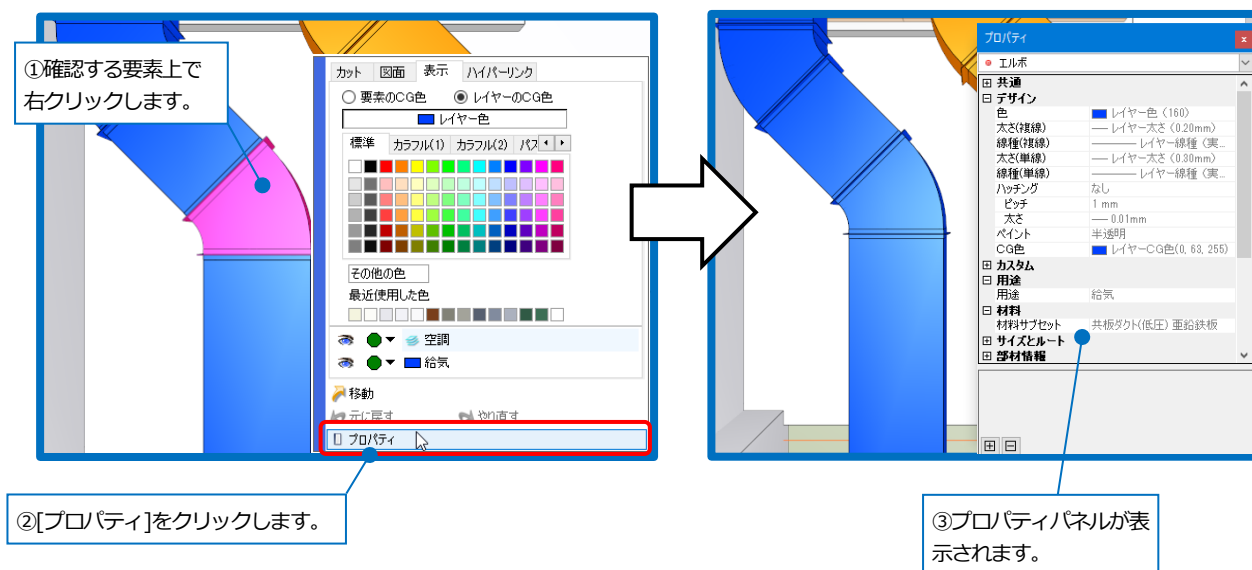 ①確認する要素上で
右クリックします。
カット 図面 表示 ハイパーリンク
要素のCG色 レイヤーのCG色
レイヤー色
標準 カラフル(1) カラフル(2) パス
その他の色
最近使用した色
空調
給気
移動
元に戻す やり直す
プロパティ
②[プロパティ]をクリックします。
プロパティ
エルボ
共通
デザイン
色 レイヤー色 (160)
太さ(複線) レイヤー太さ (0.20mm)
線種(複線) レイヤー線種 (実...
太さ(単線) レイヤー太さ (0.30mm)
線種(単線) レイヤー線種 (実...
ハッチング なし
ピッチ 1 mm
太さ 0.01mm
ペイント 半透明
CG色 レイヤーCG色(0, 63, 255)
カスタム
用途
用途 給気
材料
材料サブセット 共板ダクト(低圧) 亜鉛鉄板
サイズとルート
部材情報
③プロパティパネルが表
示されます。